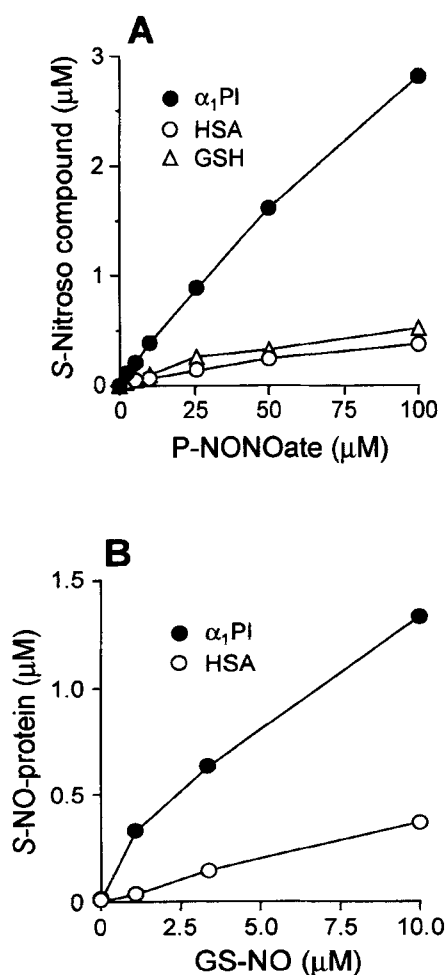 A
S-Nitroso compound (μM)
3
2
1
0
α₁PI
HSA
GSH
0
25
50
75
100
P-NONOate (μM)
B
S-NO-protein (μM)
1.5
1.0
0.5
0
α₁PI
HSA
0
2.5
5.0
7.5
10.0
GS-NO (μM)